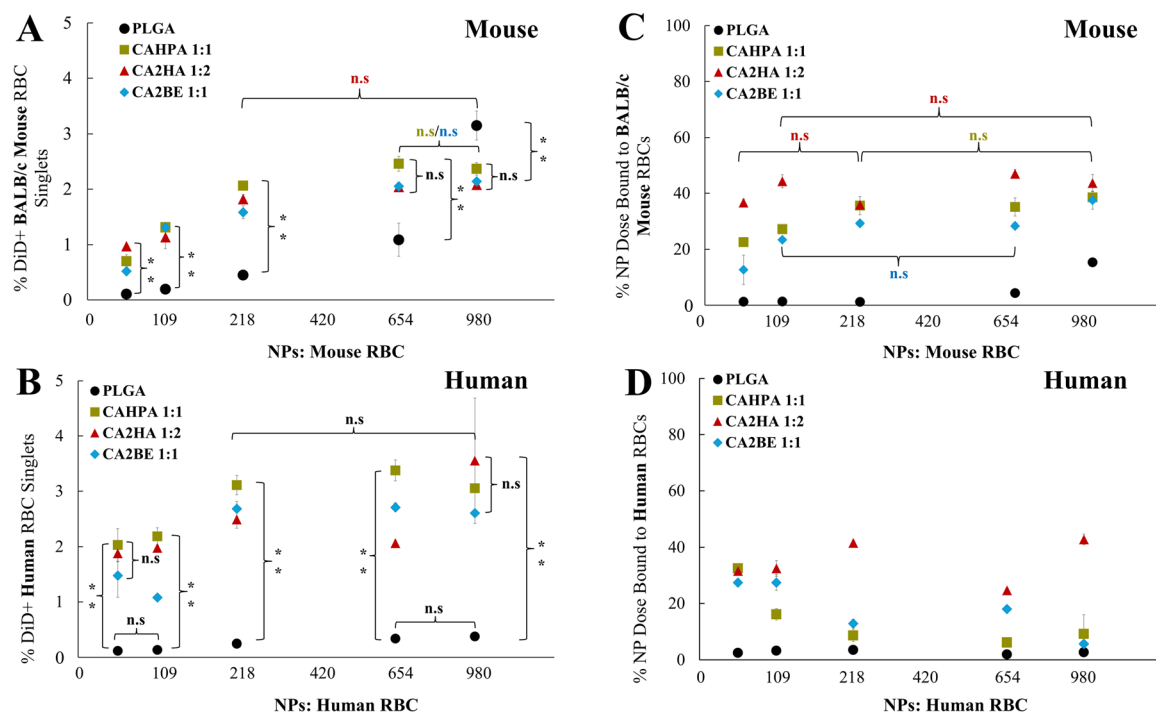 A
Mouse
% DiD+ BALB/c Mouse RBC
Singlets
5
4
3
2
1
0
PLGA
CAHPA 1:1
CA2HA 1:2
CA2BE 1:1
n.s
n.s/n.s
n.s
n.s
* *
* *
* *
* *
* *
0
109
218
420
654
980
NPs: Mouse RBC
C
Mouse
% NP Dose Bound to BALB/c
Mouse RBCs
100
80
60
40
20
0
PLGA
CAHPA 1:1
CA2HA 1:2
CA2BE 1:1
n.s
n.s
n.s
n.s
0
109
218
420
654
980
NPs: Mouse RBC
B
Human
% DiD+ Human RBC Singlets
5
4
3
2
1
0
PLGA
CAHPA 1:1
CA2HA 1:2
CA2BE 1:1
n.s
n.s
n.s
n.s
n.s
* *
* *
* *
* *
* *
0
109
218
420
654
980
NPs: Human RBC
D
Human
% NP Dose Bound to Human RBCs
100
80
60
40
20
0
PLGA
CAHPA 1:1
CA2HA 1:2
CA2BE 1:1
0
109
218
420
654
980
NPs: Human RBC